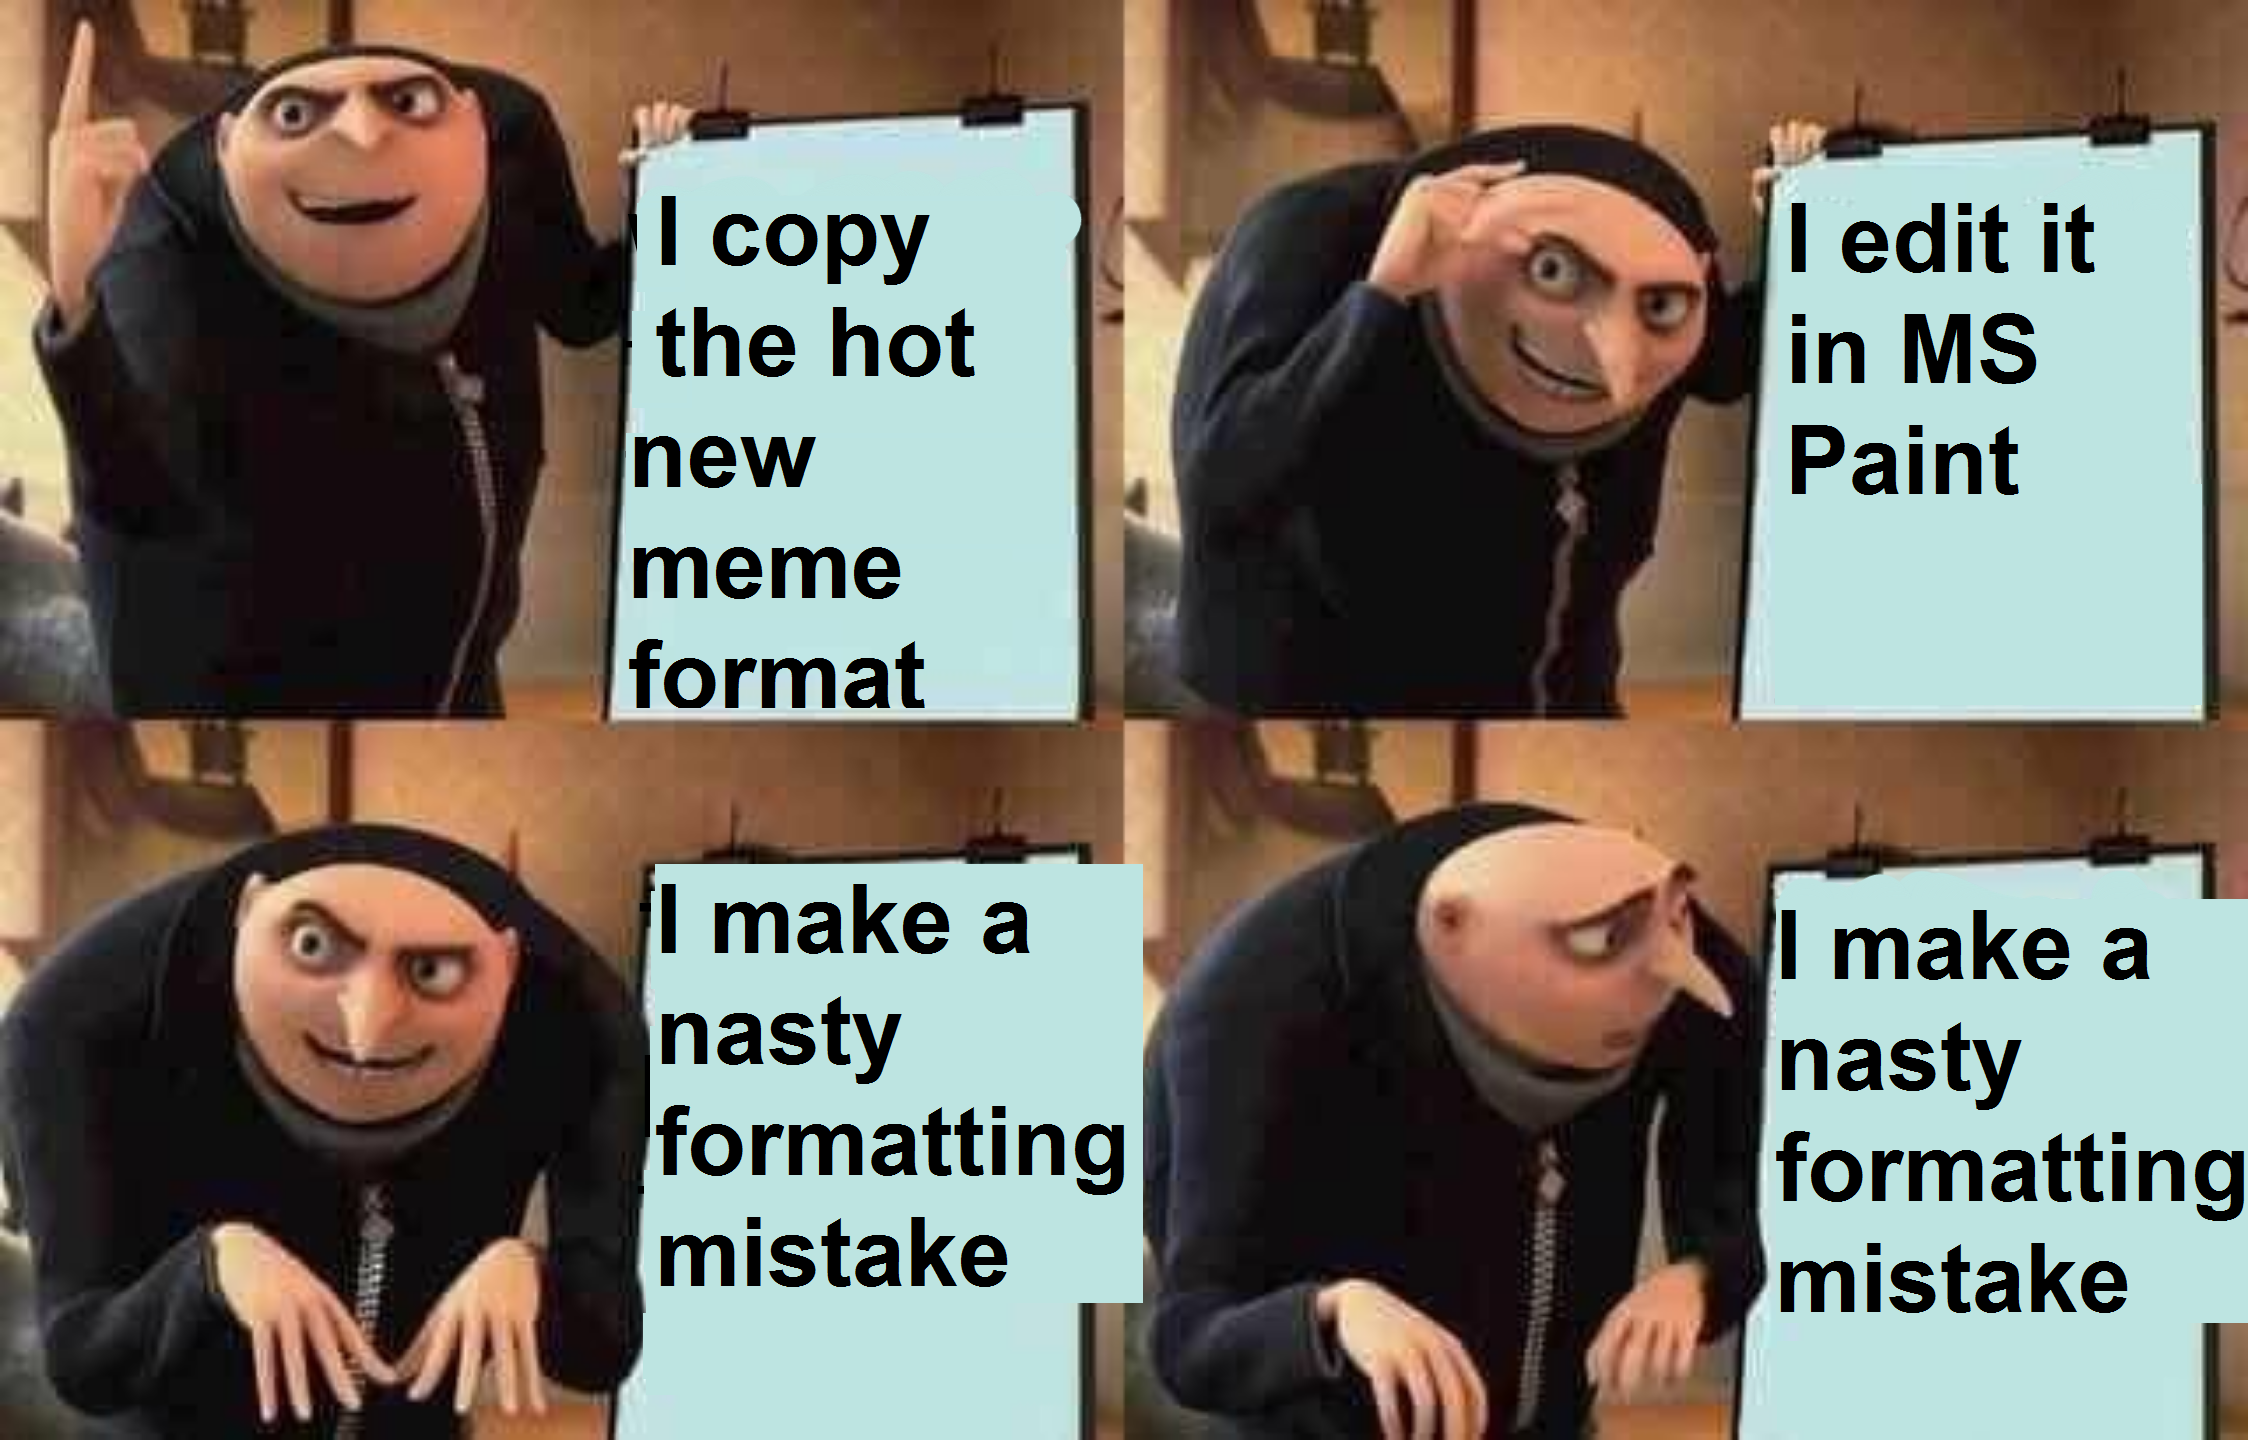 I copy
the hot
new
meme
format
I edit it
in MS
Paint
I make a
nasty
formatting
mistake
I make a
nasty
formatting
mistake